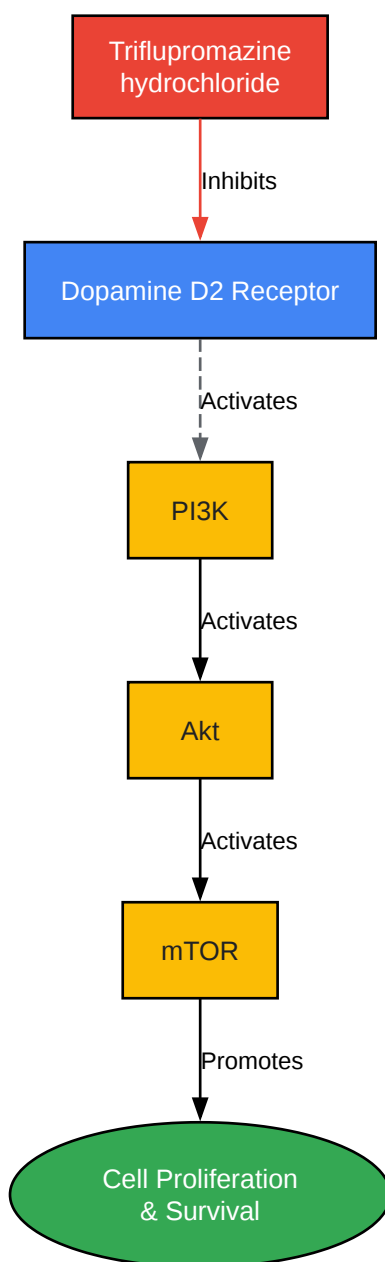 Triflupromazine
hydrochloride
Inhibits
Dopamine D2 Receptor
Activates
PI3K
Activates
Akt
Activates
mTOR
Promotes
Cell Proliferation
& Survival